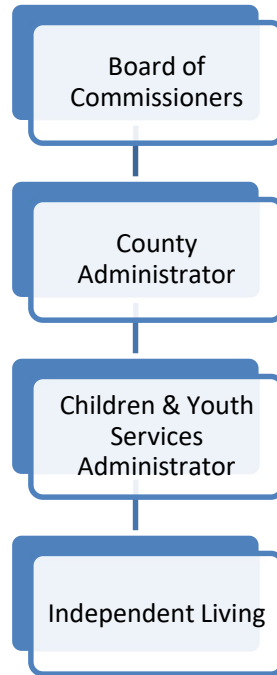 Board of
Commissioners
County
Administrator
Children & Youth
Services
Administrator
Independent Living